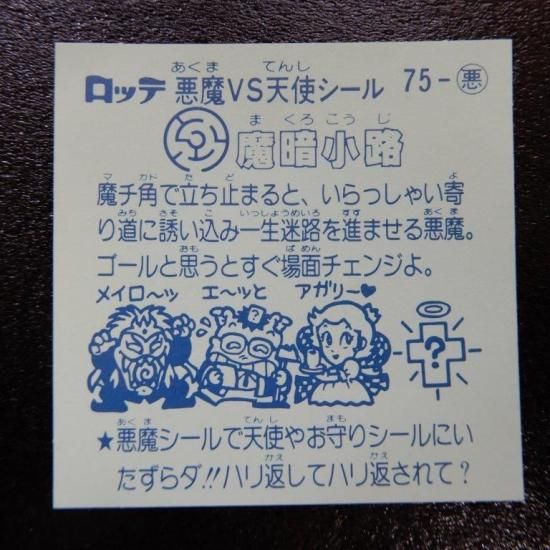 ロッテ 悪魔VS天使シール 75-悪
魔暗小路
魔チ角で立ち止まると、いらっしゃい寄
り道に誘い込み一生迷路を進ませる悪魔。
ゴールと思うとすぐ場面チェンジよ。
メイロ〜ッ エ〜ッと アガリー♥
?
?
★悪魔シールで天使やお守りシールにい
たずらダ!!ハリ返してハリ返されて?